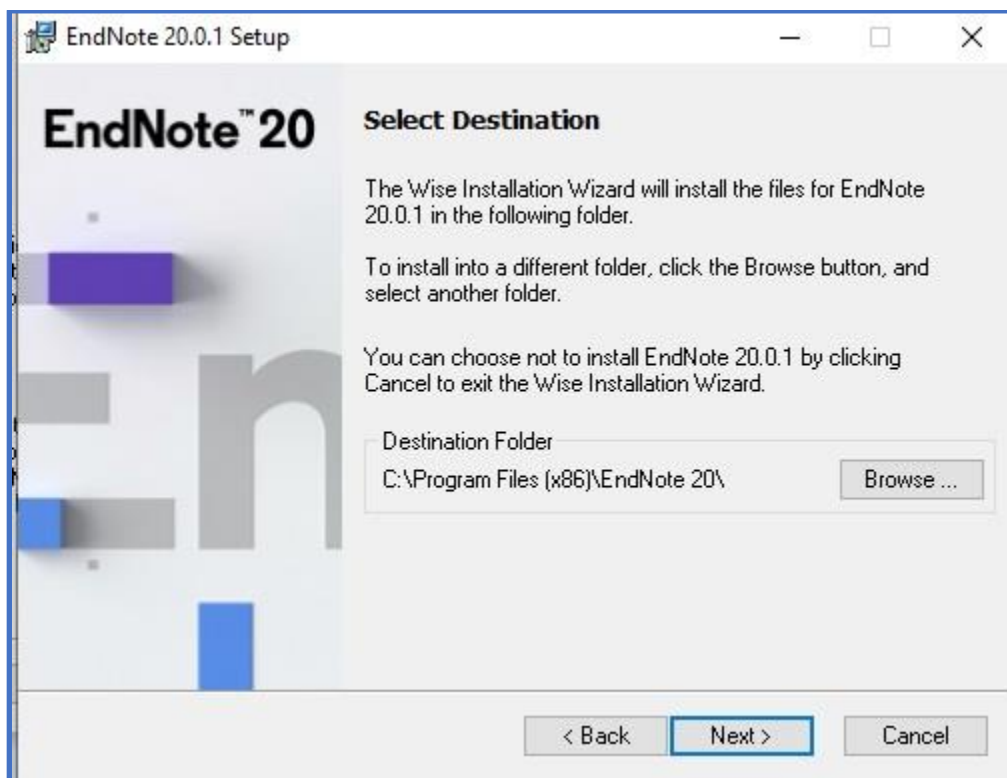 EndNote 20.0.1 Setup
EndNote™20
Select Destination
The Wise Installation Wizard will install the files for EndNote
20.0.1 in the following folder.
To install into a different folder, click the Browse button, and
select another folder.
You can choose not to install EndNote 20.0.1 by clicking
Cancel to exit the Wise Installation Wizard.
Destination Folder
C:\Program Files (x86)\EndNote 20\
Browse ...
< Back
Next >
Cancel